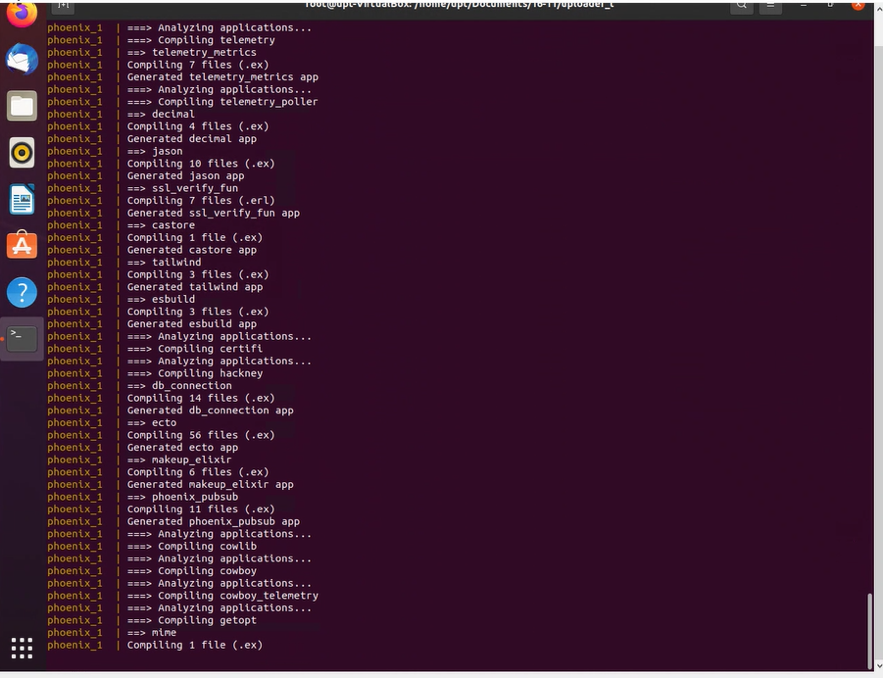 root@upt-VirtualBox: /home/upt/Documents/16-11/uploader_t
phoenix_1  | ===> Analyzing applications...
phoenix_1  | ===> Compiling telemetry
phoenix_1  | ==> telemetry_metrics
phoenix_1  | Compiling 7 files (.ex)
phoenix_1  | Generated telemetry_metrics app
phoenix_1  | ===> Analyzing applications...
phoenix_1  | ===> Compiling telemetry_poller
phoenix_1  | ==> decimal
phoenix_1  | Compiling 4 files (.ex)
phoenix_1  | Generated decimal app
phoenix_1  | ==> jason
phoenix_1  | Compiling 10 files (.ex)
phoenix_1  | Generated jason app
phoenix_1  | ==> ssl_verify_fun
phoenix_1  | Compiling 7 files (.erl)
phoenix_1  | Generated ssl_verify_fun app
phoenix_1  | ==> castore
phoenix_1  | Compiling 1 file (.ex)
phoenix_1  | Generated castore app
phoenix_1  | ==> tailwind
phoenix_1  | Compiling 3 files (.ex)
phoenix_1  | Generated tailwind app
phoenix_1  | ==> esbuild
phoenix_1  | Compiling 3 files (.ex)
phoenix_1  | Generated esbuild app
phoenix_1  | ===> Analyzing applications...
phoenix_1  | ===> Compiling certifi
phoenix_1  | ===> Analyzing applications...
phoenix_1  | ===> Compiling hackney
phoenix_1  | ==> db_connection
phoenix_1  | Compiling 14 files (.ex)
phoenix_1  | Generated db_connection app
phoenix_1  | ==> ecto
phoenix_1  | Compiling 56 files (.ex)
phoenix_1  | Generated ecto app
phoenix_1  | ==> makeup_elixir
phoenix_1  | Compiling 6 files (.ex)
phoenix_1  | Generated makeup_elixir app
phoenix_1  | ==> phoenix_pubsub
phoenix_1  | Compiling 11 files (.ex)
phoenix_1  | Generated phoenix_pubsub app
phoenix_1  | ===> Analyzing applications...
phoenix_1  | ===> Compiling cowlib
phoenix_1  | ===> Analyzing applications...
phoenix_1  | ===> Compiling cowboy
phoenix_1  | ===> Analyzing applications...
phoenix_1  | ===> Compiling cowboy_telemetry
phoenix_1  | ===> Analyzing applications...
phoenix_1  | ===> Compiling getopt
phoenix_1  | ==> mime
phoenix_1  | Compiling 1 file (.ex)